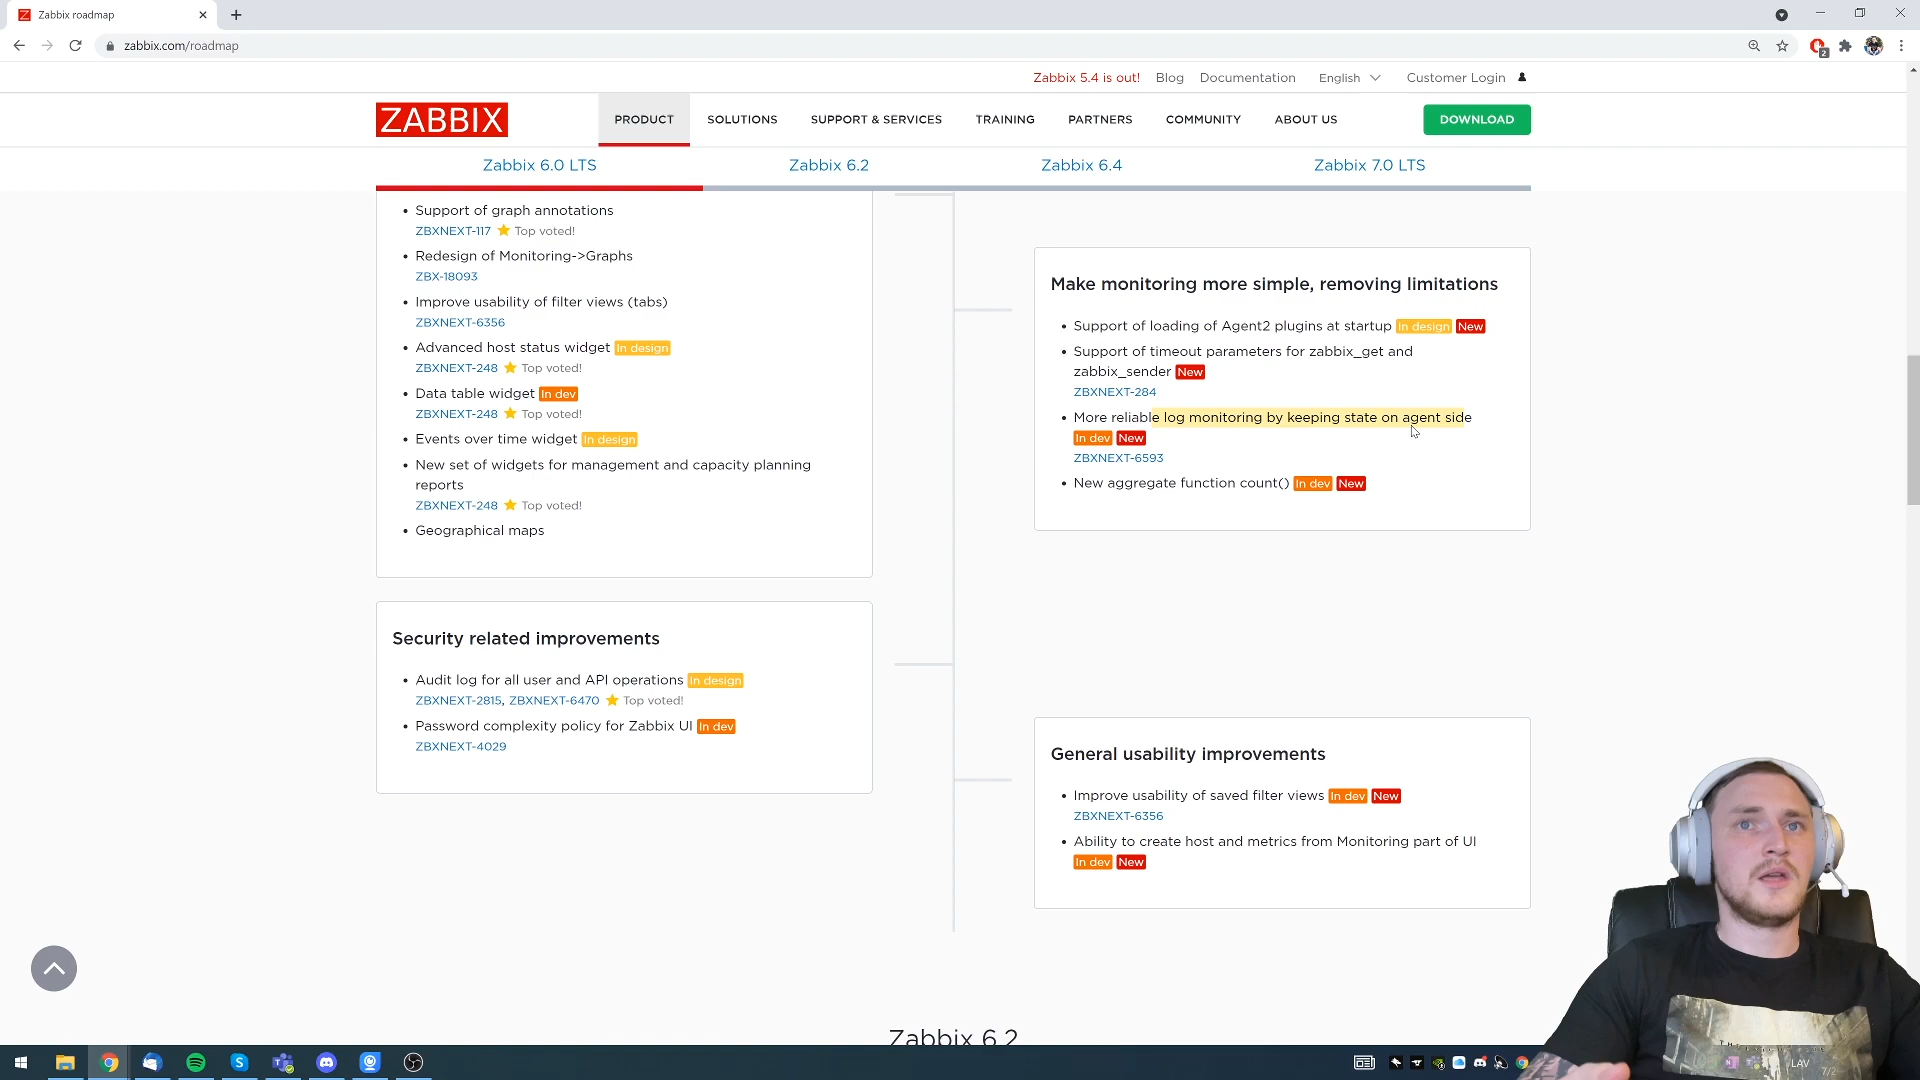 Zabbix roadmap
zabbix.com/roadmap
2
Zabbix 5.4 is out!
Blog
Documentation
English
Customer Login
ZABBIX
PRODUCT
SOLUTIONS
SUPPORT & SERVICES
TRAINING
PARTNERS
COMMUNITY
ABOUT US
DOWNLOAD
Zabbix 6.0 LTS
Zabbix 6.2
Zabbix 6.4
Zabbix 7.0 LTS
Support of graph annotations
ZBXNEXT-117 Top voted!
Redesign of Monitoring->Graphs
ZBX-18093
Improve usability of filter views (tabs)
ZBXNEXT-6356
Advanced host status widget In design
ZBXNEXT-248 Top voted!
Data table widget In dev
ZBXNEXT-248 Top voted!
Events over time widget In design
New set of widgets for management and capacity planning
reports
ZBXNEXT-248 Top voted!
Geographical maps
Security related improvements
Audit log for all user and API operations In design
ZBXNEXT-2815, ZBXNEXT-6470 Top voted!
Password complexity policy for Zabbix UI In dev
ZBXNEXT-4029
Make monitoring more simple, removing limitations
Support of loading of Agent2 plugins at startup In design New
Support of timeout parameters for zabbix_get and
zabbix_sender New
ZBXNEXT-284
More reliable log monitoring by keeping state on agent side
In dev New
ZBXNEXT-6593
New aggregate function count() In dev New
General usability improvements
Improve usability of saved filter views In dev New
ZBXNEXT-6356
Ability to create host and metrics from Monitoring part of UI
In dev New
Zabbix 6.2
LAV